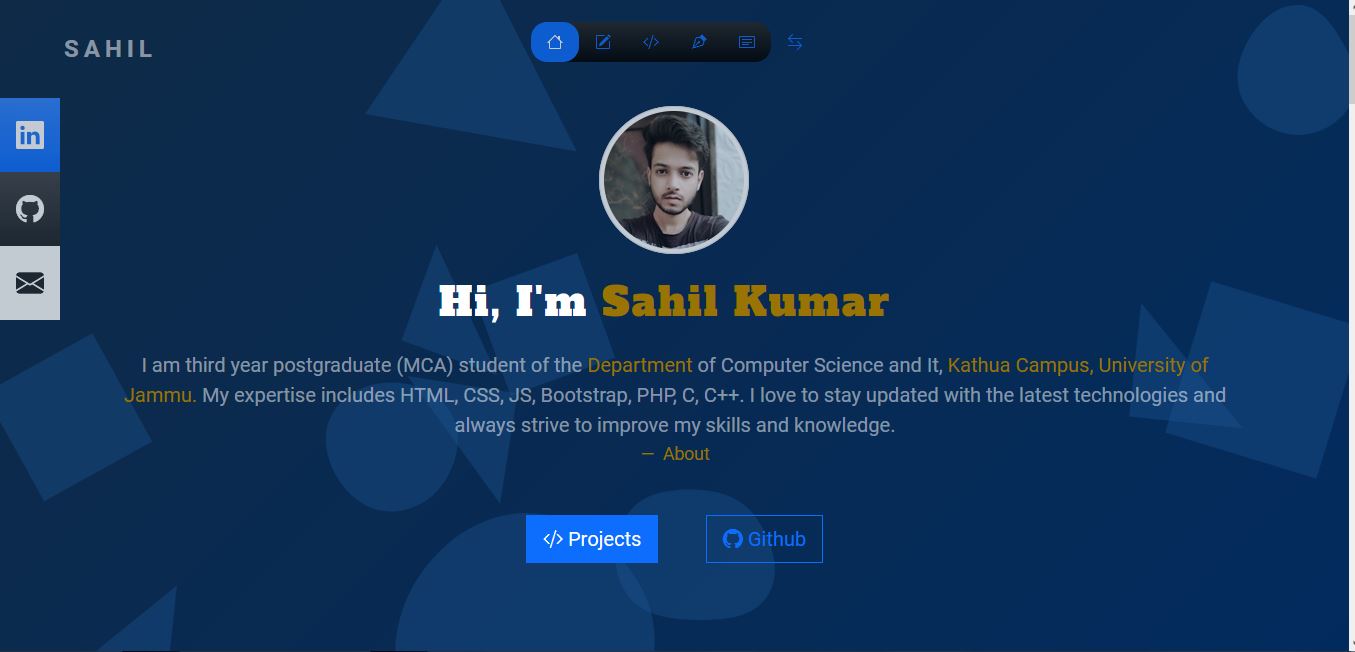 SAHIL
in
Hi, I'm Sahil Kumar
I am third year postgraduate (MCA) student of the Department of Computer Science and It, Kathua Campus, University of
Jammu. My expertise includes HTML, CSS, JS, Bootstrap, PHP, C, C++. I love to stay updated with the latest technologies and
always strive to improve my skills and knowledge.
— About
</> Projects
Github